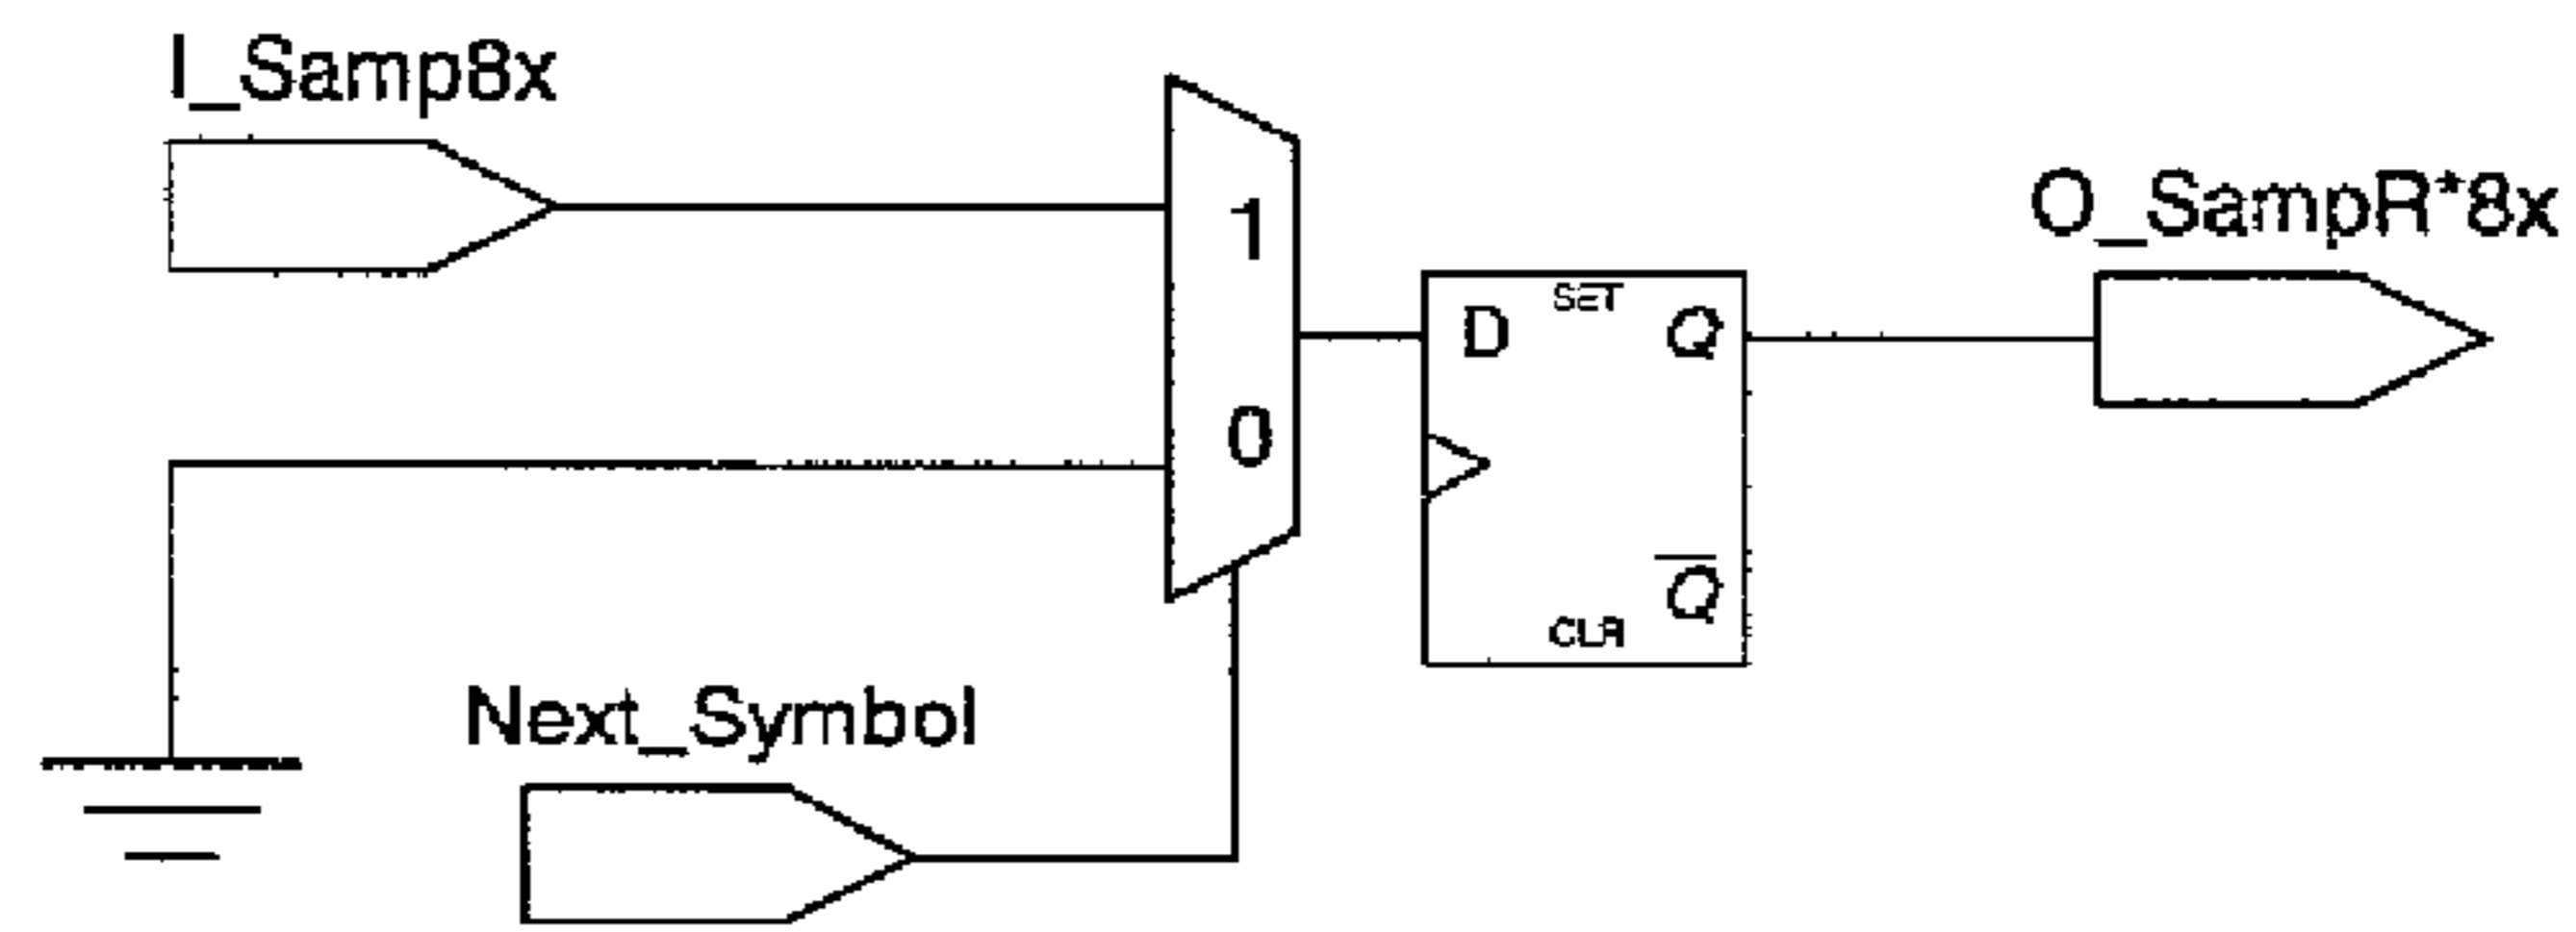 I_Samp8x
O_SampR*8x
1
0
D
SET
Q
Q
CLR
Next_Symbol